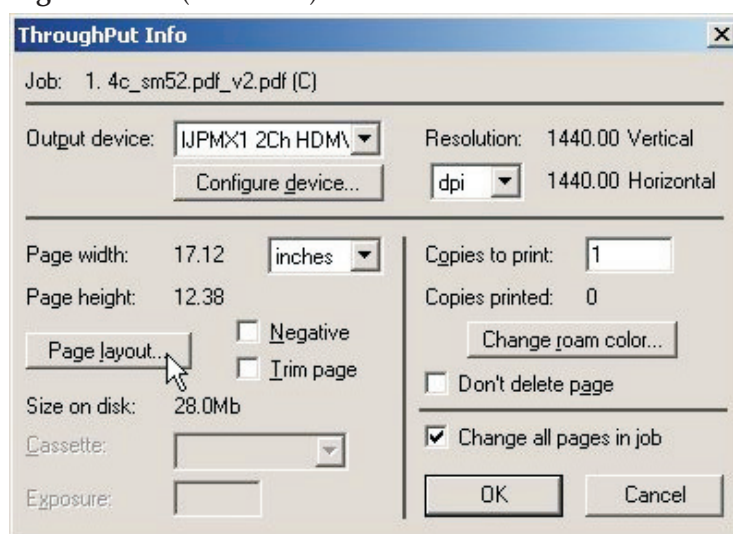 ThroughPut Info
Job: 1. 4c_sm52.pdf_v2.pdf (C)
Output device: IJPMX1 2Ch HDM\
Configure device...
Resolution: 1440.00 Vertical
dpi 1440.00 Horizontal
Page width: 17.12 inches
Page height: 12.38
Page layout...
Negative
Trim page
Size on disk: 28.0Mb
Cassette:
Exposure:
Copies to print: 1
Copies printed: 0
Change roam color...
Don't delete page
Change all pages in job
OK Cancel